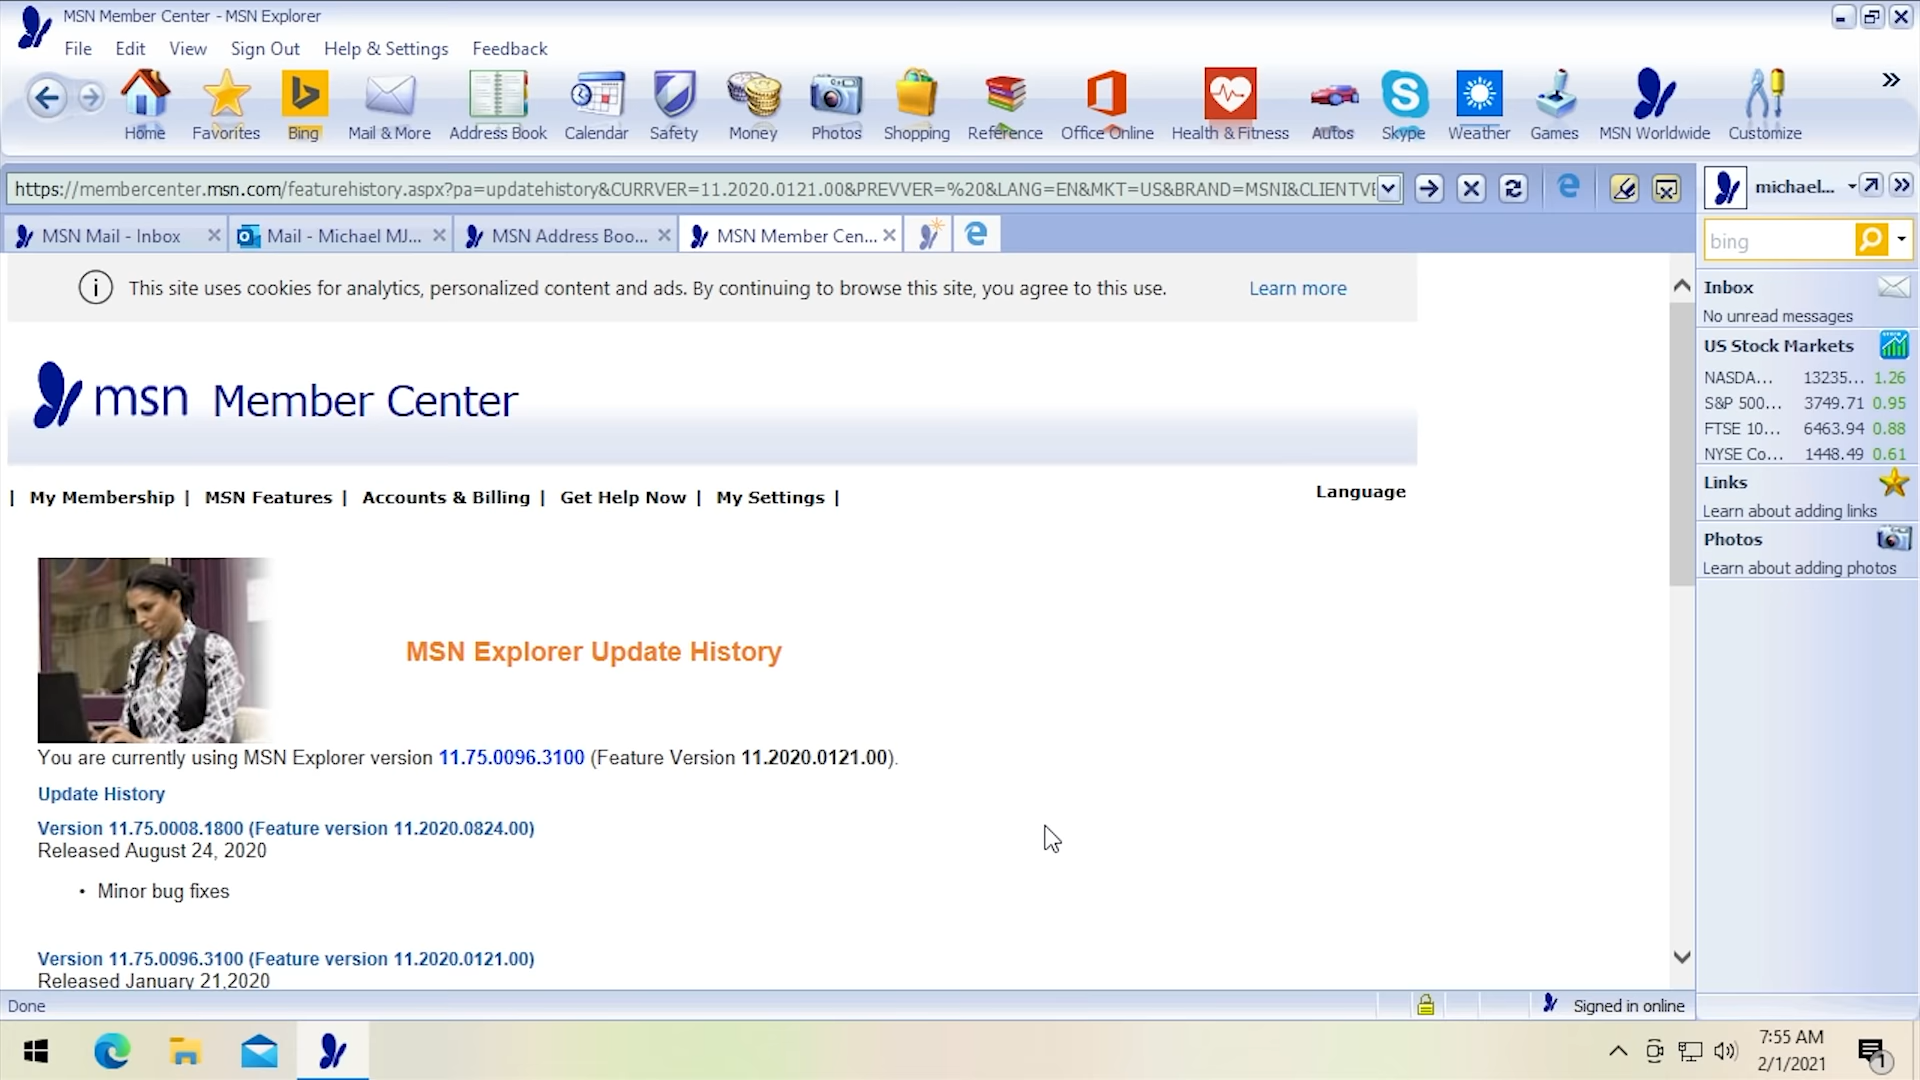 MSN Member Center - MSN Explorer
File Edit View Sign Out Help & Settings Feedback
Home Favorites Bing Mail & More Address Book Calendar Safety Money Photos Shopping Reference Office Online Health & Fitness Autos Skype Weather Games MSN Worldwide Customize
https://membercenter.msn.com/featurehistory.aspx?pa=updatehistory&CURRVER=11.2020.0121.00&PREVVER=%20&LANG=EN&MKT=US&BRAND=MSNI&CLIENTVE
michael...
MSN Mail - Inbox Mail - Michael MJ... MSN Address Boo... MSN Member Cen...
bing
This site uses cookies for analytics, personalized content and ads. By continuing to browse this site, you agree to this use. Learn more
msn Member Center
| My Membership | MSN Features | Accounts & Billing | Get Help Now | My Settings |
Language
MSN Explorer Update History
You are currently using MSN Explorer version 11.75.0096.3100 (Feature Version 11.2020.0121.00).
Update History
Version 11.75.0008.1800 (Feature version 11.2020.0824.00)
Released August 24, 2020
• Minor bug fixes
Version 11.75.0096.3100 (Feature version 11.2020.0121.00)
Released January 21,2020
Inbox
No unread messages
US Stock Markets
NASDA... 13235... 1.26
S&P 500... 3749.71 0.95
FTSE 10... 6463.94 0.88
NYSE Co... 1448.49 0.61
Links
Learn about adding links
Photos
Learn about adding photos
Done
Signed in online
7:55 AM
2/1/2021
1